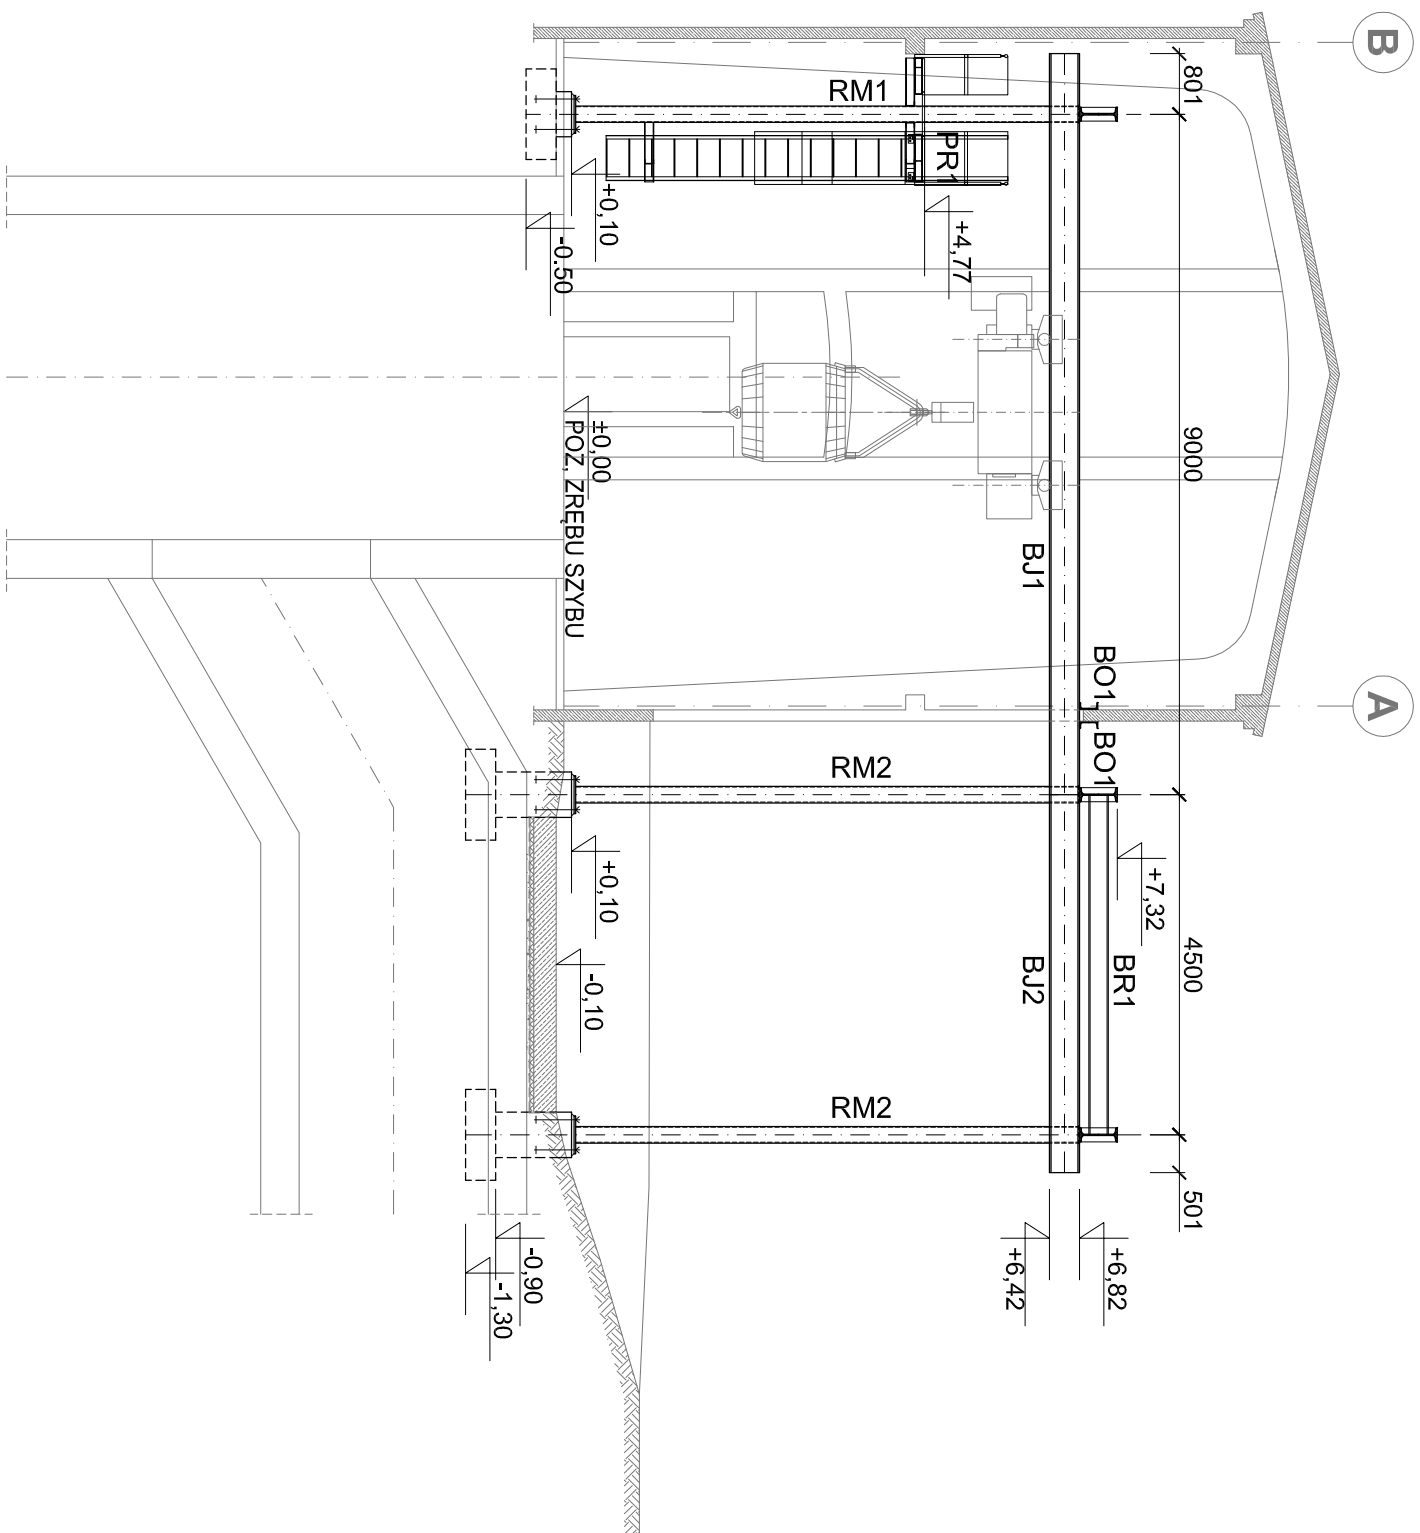 B
A
801
9000
4500
501
BO1
BO1
+7,32
BR1
BJ1
BJ2
+6,82
+6,42
RM1
RM2
RM2
PR1
+4,77
+0,10
-0.50
±0,00
POZ, ZRĘBU SZYBU
+0,10
-0,10
-0,90
-1,30